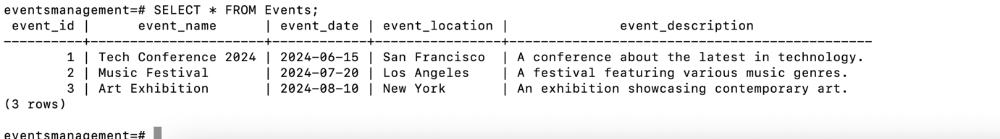 eventsmanagement=# SELECT * FROM Events;
 event_id |      event_name      | event_date | event_location |              event_description
----------+----------------------+------------+----------------+---------------------------------------------
        1 | Tech Conference 2024 | 2024-06-15 | San Francisco  | A conference about the latest in technology.
        2 | Music Festival       | 2024-07-20 | Los Angeles    | A festival featuring various music genres.
        3 | Art Exhibition       | 2024-08-10 | New York       | An exhibition showcasing contemporary art.
(3 rows)
eventsmanagement=#